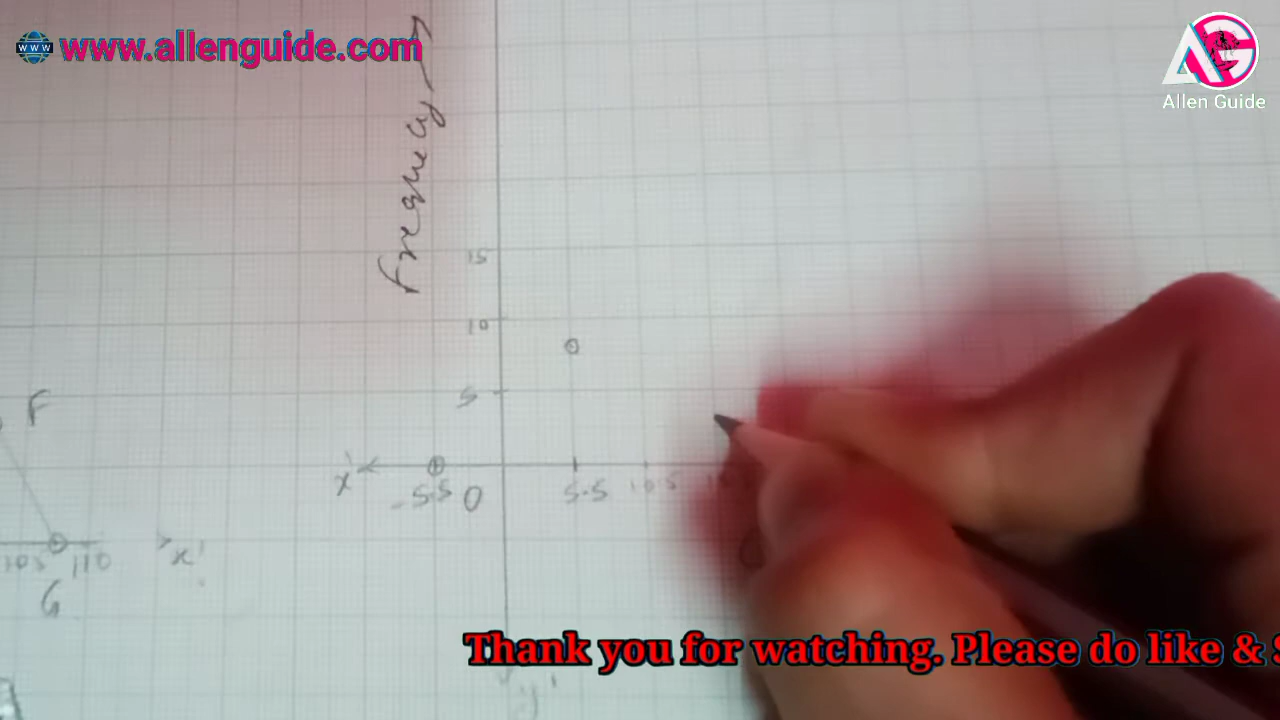 www.allenguide.com
AG
Allen Guide
Frequency
15
10
5
F
x'
-5.5
O
5.5
10.5
105
110
x'
G
y'
Thank you for watching. Please do like &